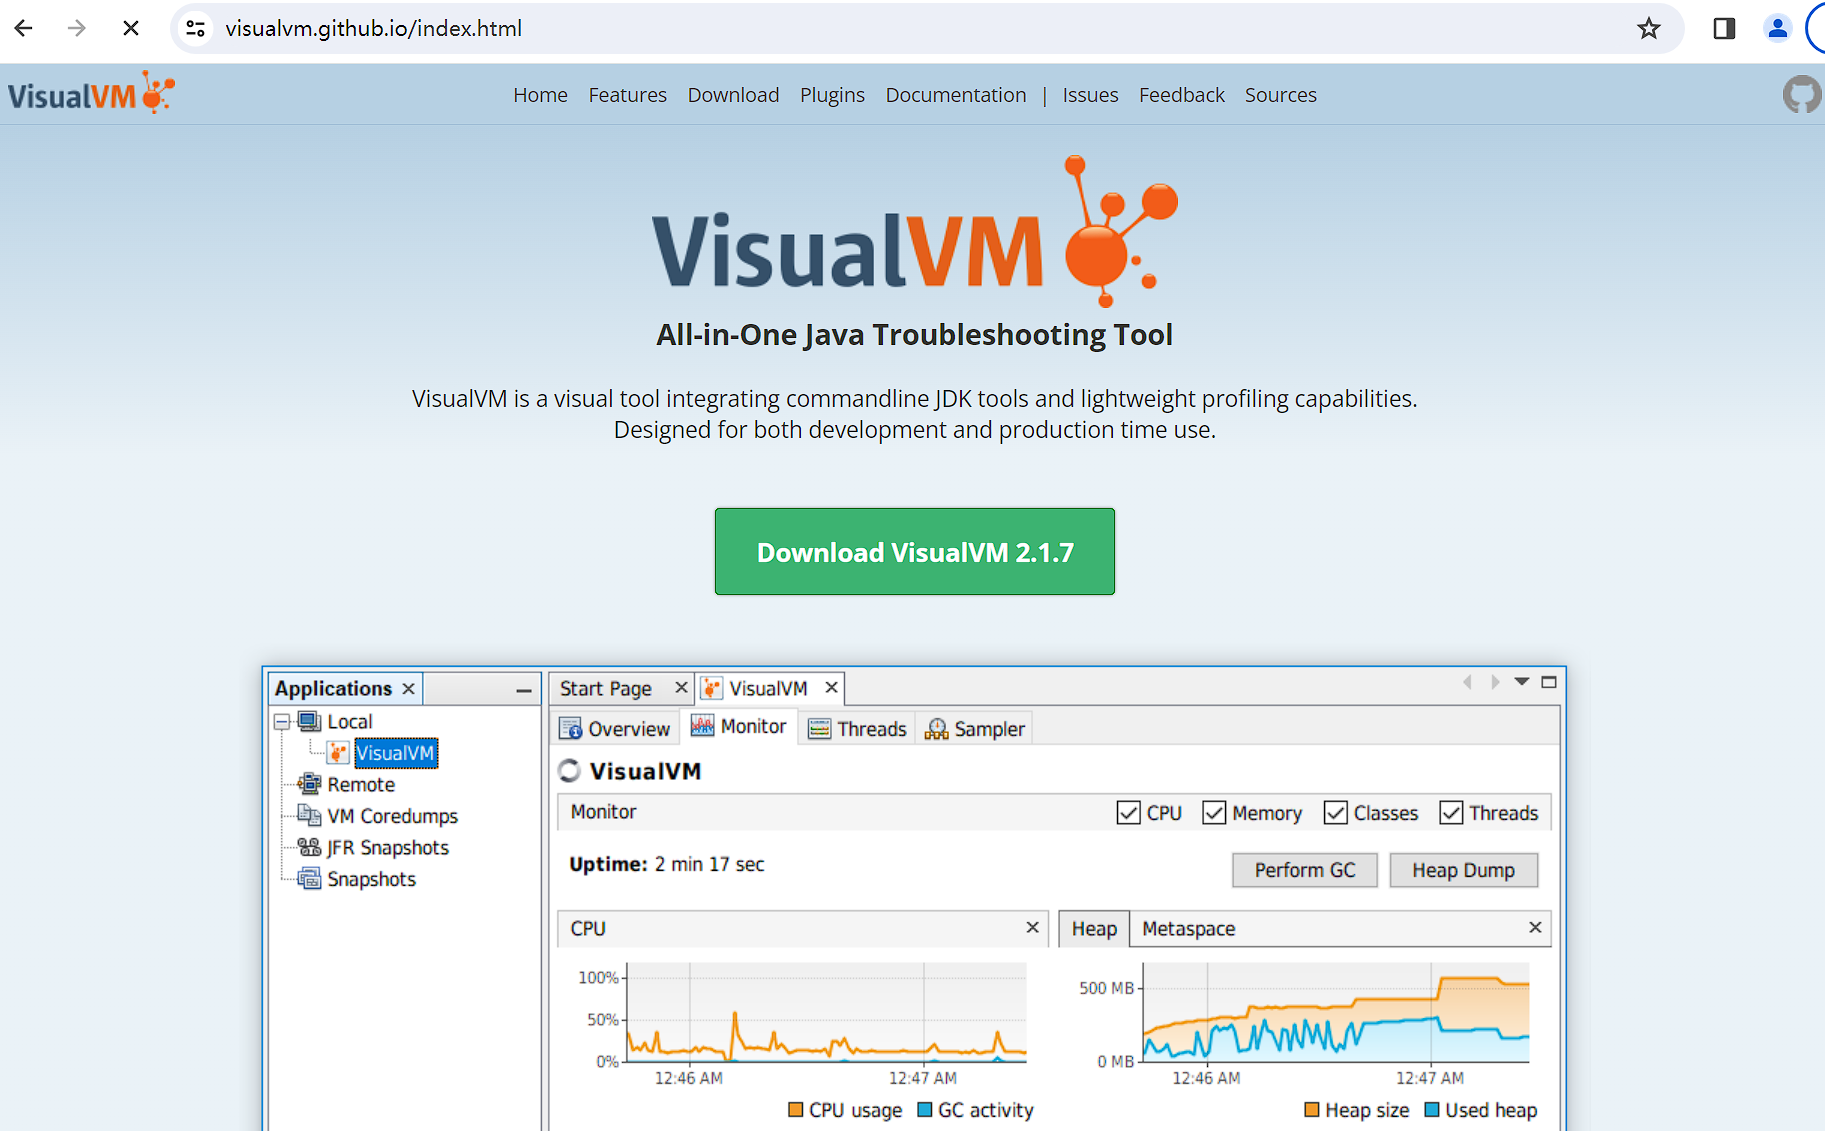 visualvm.github.io/index.html
VisualVM
Home Features Download Plugins Documentation | Issues Feedback Sources
VisualVM
All-in-One Java Troubleshooting Tool
VisualVM is a visual tool integrating commandline JDK tools and lightweight profiling capabilities.
Designed for both development and production time use.
Download VisualVM 2.1.7
Applications
Local
VisualVM
Remote
VM Coredumps
JFR Snapshots
Snapshots
Start Page VisualVM
Overview Monitor Threads Sampler
VisualVM
Monitor CPU Memory Classes Threads
Uptime: 2 min 17 sec Perform GC Heap Dump
CPU
100%
50%
0%
12:46 AM 12:47 AM
CPU usage GC activity
Heap Metaspace
500 MB
0 MB
12:46 AM 12:47 AM
Heap size Used heap